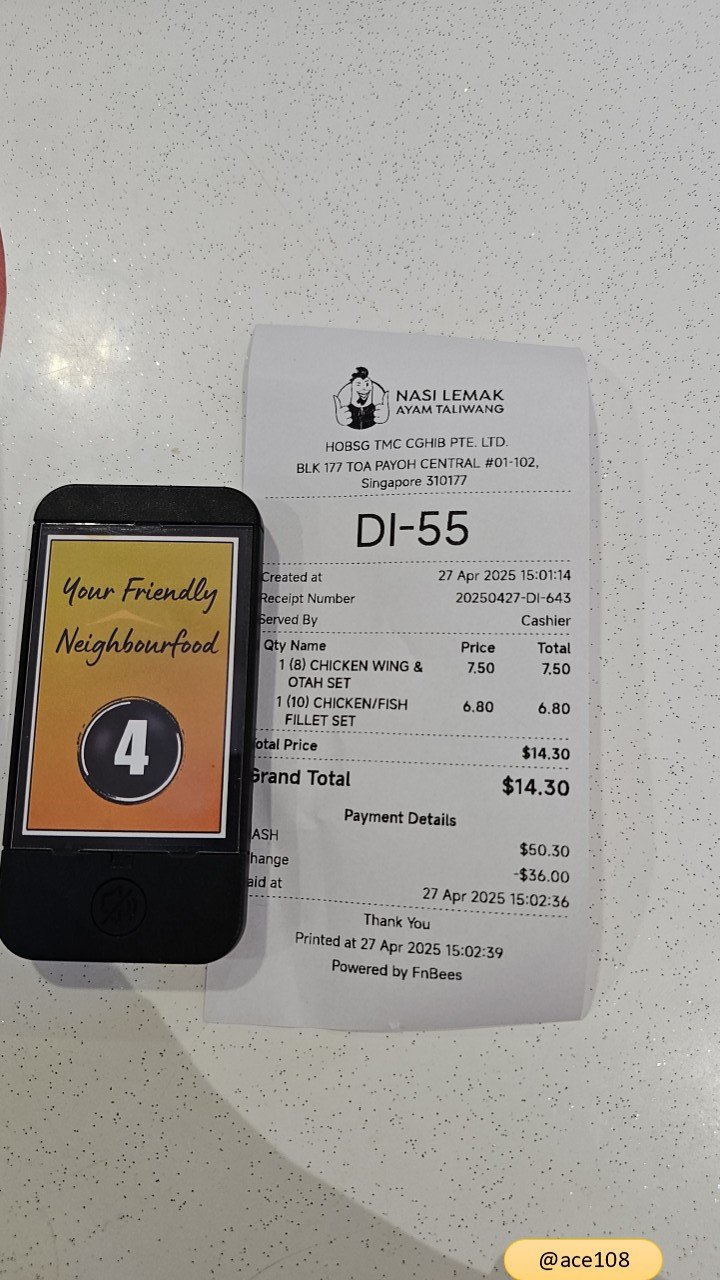 NASI LEMAK
AYAM TALIWANG
HOBSG TMC CGHIB PTE. LTD.
BLK 177 TOA PAYOH CENTRAL #01-102,
Singapore 310177
DI-55
Created at 27 Apr 2025 15:01:14
Receipt Number 20250427-DI-643
Served By Cashier
Qty Name Price Total
1 (8) CHICKEN WING & 7.50 7.50
OTAH SET
1 (10) CHICKEN/FISH 6.80 6.80
FILLET SET
otal Price $14.30
Grand Total $14.30
Payment Details
ASH $50.30
hange -$36.00
aid at 27 Apr 2025 15:02:36
Thank You
Printed at 27 Apr 2025 15:02:39
Powered by FnBees
Your Friendly
Neighbourfood
4
@ace108